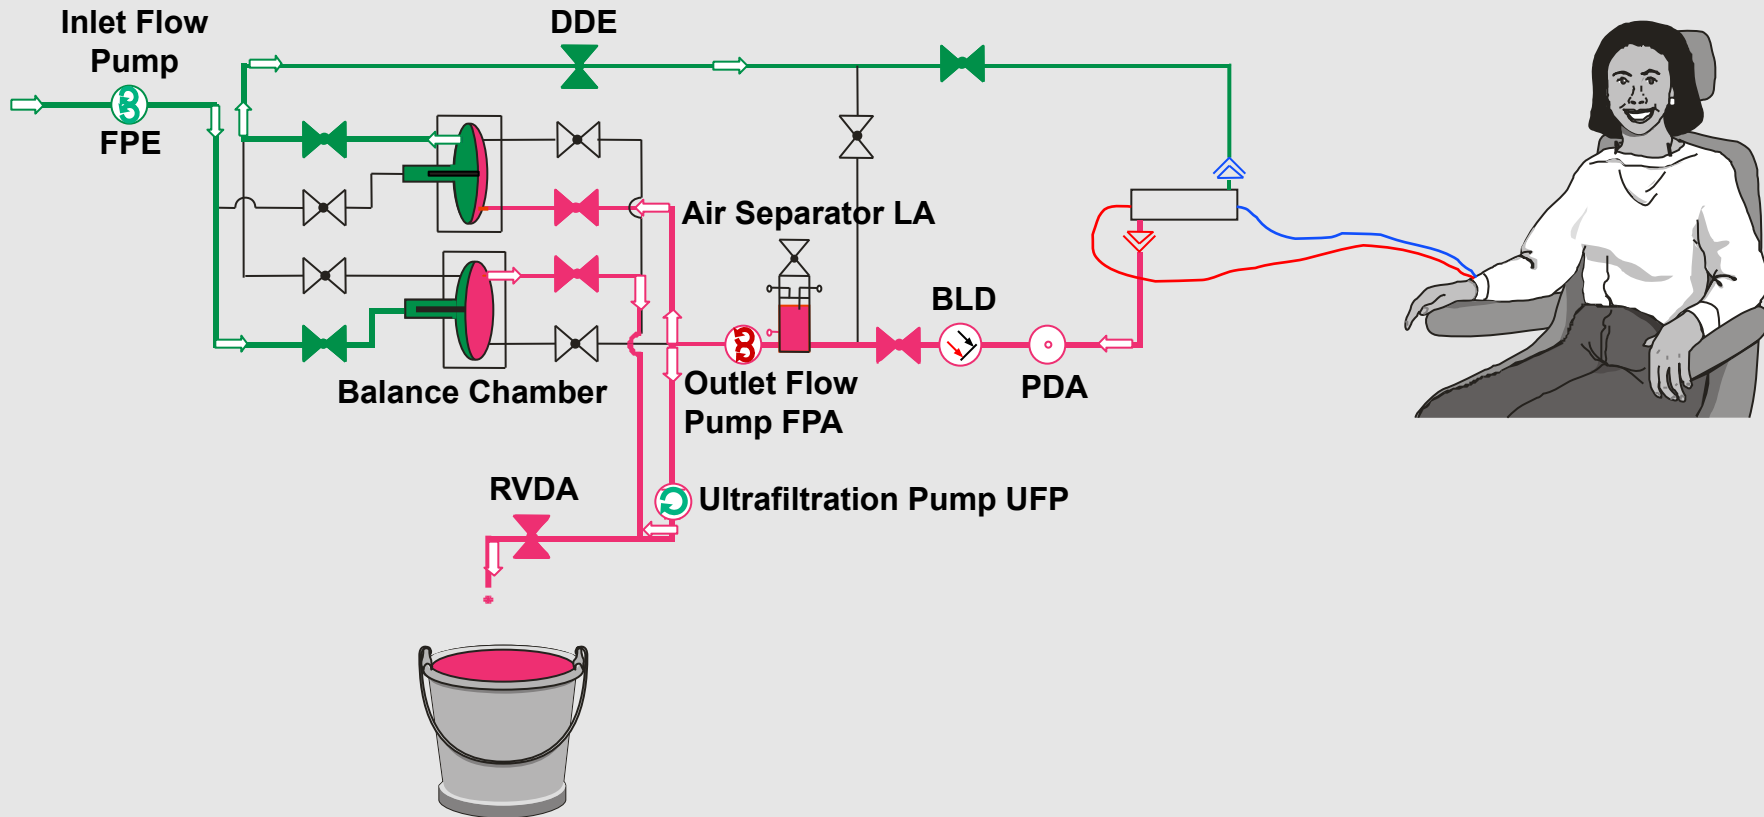 Inlet Flow
Pump
FPE
DDE
Air Separator LA
BLD
PDA
Balance Chamber
Outlet Flow
Pump FPA
RVDA
Ultrafiltration Pump UFP